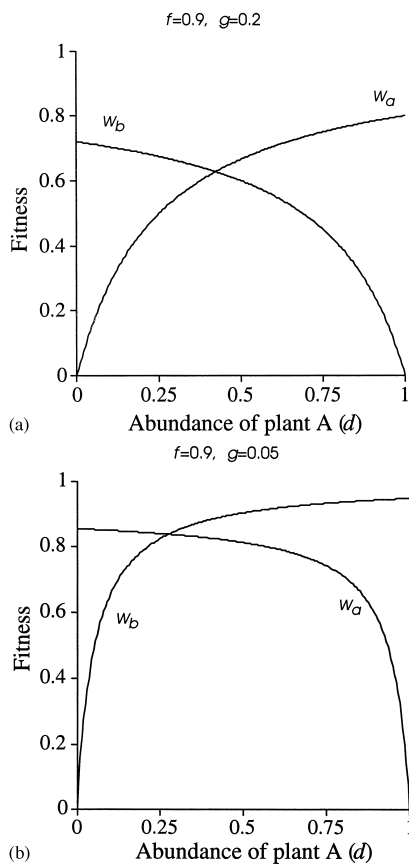 f=0.9, g=0.2
1
0.8
0.6
0.4
0.2
0
Fitness
w_b
w_a
0 0.25 0.5 0.75 1
(a) Abundance of plant A (d)
f=0.9, g=0.05
1
0.8
0.6
0.4
0.2
0
Fitness
w_b
w_a
0 0.25 0.5 0.75 1
(b) Abundance of plant A (d)